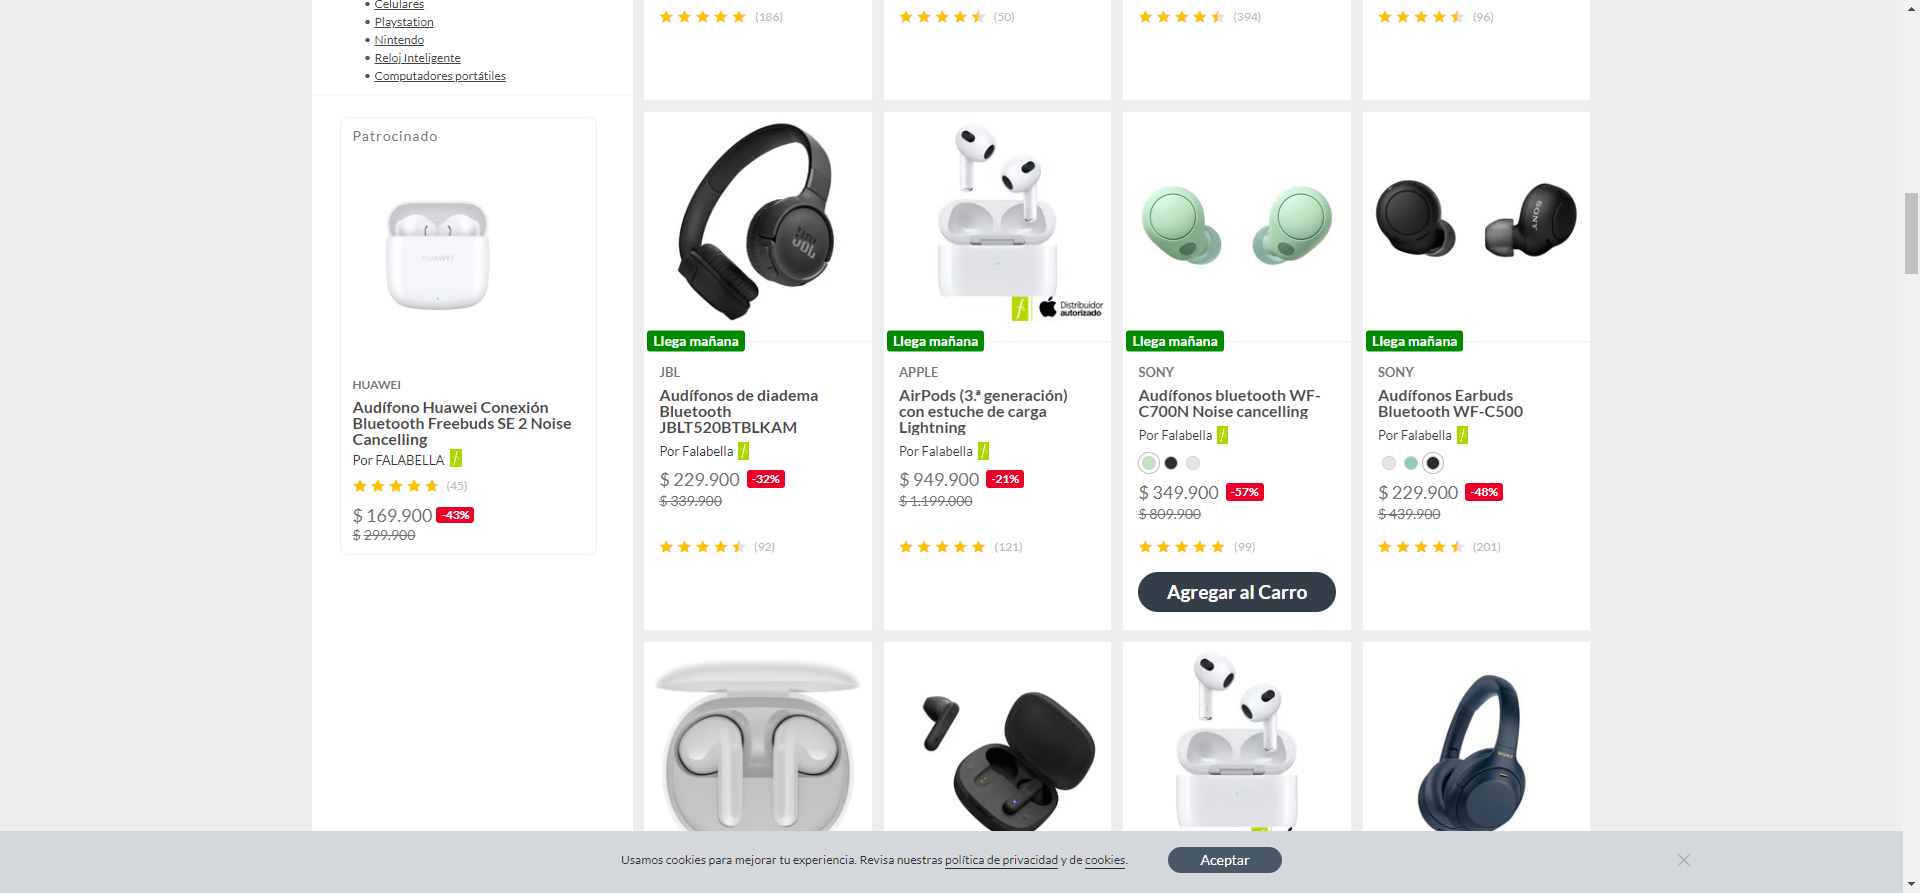 Celulares
Playstation
Nintendo
Reloj Inteligente
Computadores portátiles
(186)
(50)
(394)
(96)
Patrocinado
HUAWEI
HUAWEI
Audífono Huawei Conexión
Bluetooth Freebuds SE 2 Noise
Cancelling
Por FALABELLA
(45)
$ 169.900 -43%
$ 299.900
JBL
Llega mañana
JBL
Audífonos de diadema
Bluetooth
JBLT520BTBLKAM
Por Falabella
$ 229.900 -32%
$ 339.900
(92)
Distribuidor
autorizado
Llega mañana
APPLE
AirPods (3.ª generación)
con estuche de carga
Lightning
Por Falabella
$ 949.900 -21%
$ 1.199.000
(121)
Llega mañana
SONY
Audífonos bluetooth WF-
C700N Noise cancelling
Por Falabella
$ 349.900 -57%
$ 809.900
(99)
Agregar al Carro
SONY
Llega mañana
SONY
Audífonos Earbuds
Bluetooth WF-C500
Por Falabella
$ 229.900 -48%
$ 439.900
(201)
SONY
Usamos cookies para mejorar tu experiencia. Revisa nuestras política de privacidad y de cookies.
Aceptar